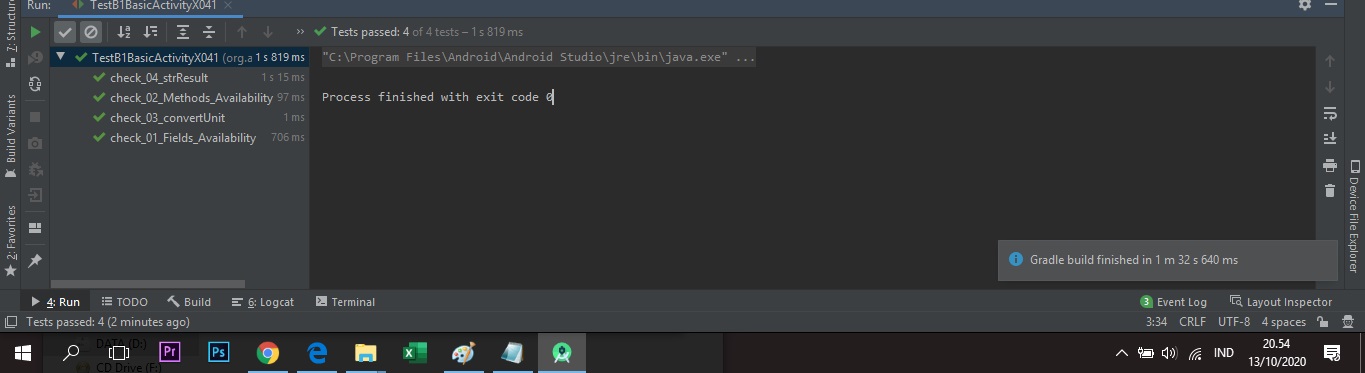 Run: TestB1BasicActivityX041
Z: Structure
Tests passed: 4 of 4 tests – 1 s 819 ms
TestB1BasicActivityX041 (org.a 1 s 819 ms
check_04_strResult 1 s 15 ms
check_02_Methods_Availability 97 ms
check_03_convertUnit 1 ms
check_01_Fields_Availability 706 ms
"C:\Program Files\Android\Android Studio\jre\bin\java.exe" ...
Process finished with exit code 0
Build Variants
2: Favorites
Device File Explorer
Gradle build finished in 1 m 32 s 640 ms
4: Run TODO Build 6: Logcat Terminal 3 Event Log Layout Inspector
Tests passed: 4 (2 minutes ago) 3:34 CRLF UTF-8 4 spaces
DATA (D:)
Pr Ps IND 20.54
13/10/2020
CD Drive (F:)